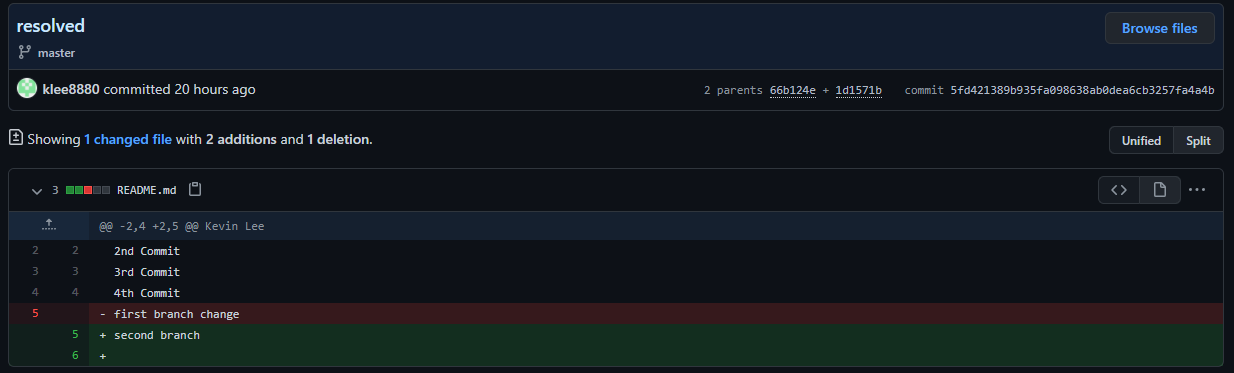 resolved
Browse files
master
klee8880 committed 20 hours ago
2 parents 66b124e + 1d1571b commit 5fd421389b935fa098638ab0dea6cb3257fa4a4b
Showing 1 changed file with 2 additions and 1 deletion.
Unified Split
3 README.md
@@ -2,4 +2,5 @@ Kevin Lee
2 2 2nd Commit
3 3 3rd Commit
4 4 4th Commit
5 - first branch change
5 + second branch
6 +